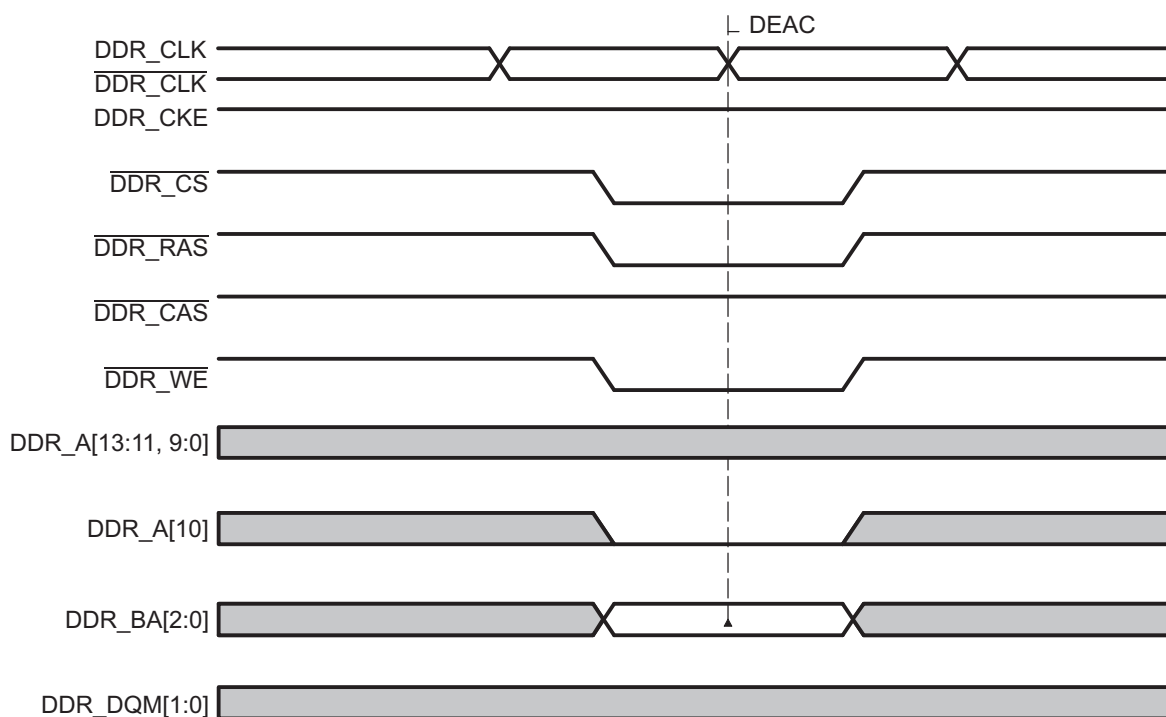 DEAC
DDR_CLK
DDR_CLK
DDR_CKE
DDR_CS
DDR_RAS
DDR_CAS
DDR_WE
DDR_A[13:11, 9:0]
DDR_A[10]
DDR_BA[2:0]
DDR_DQM[1:0]